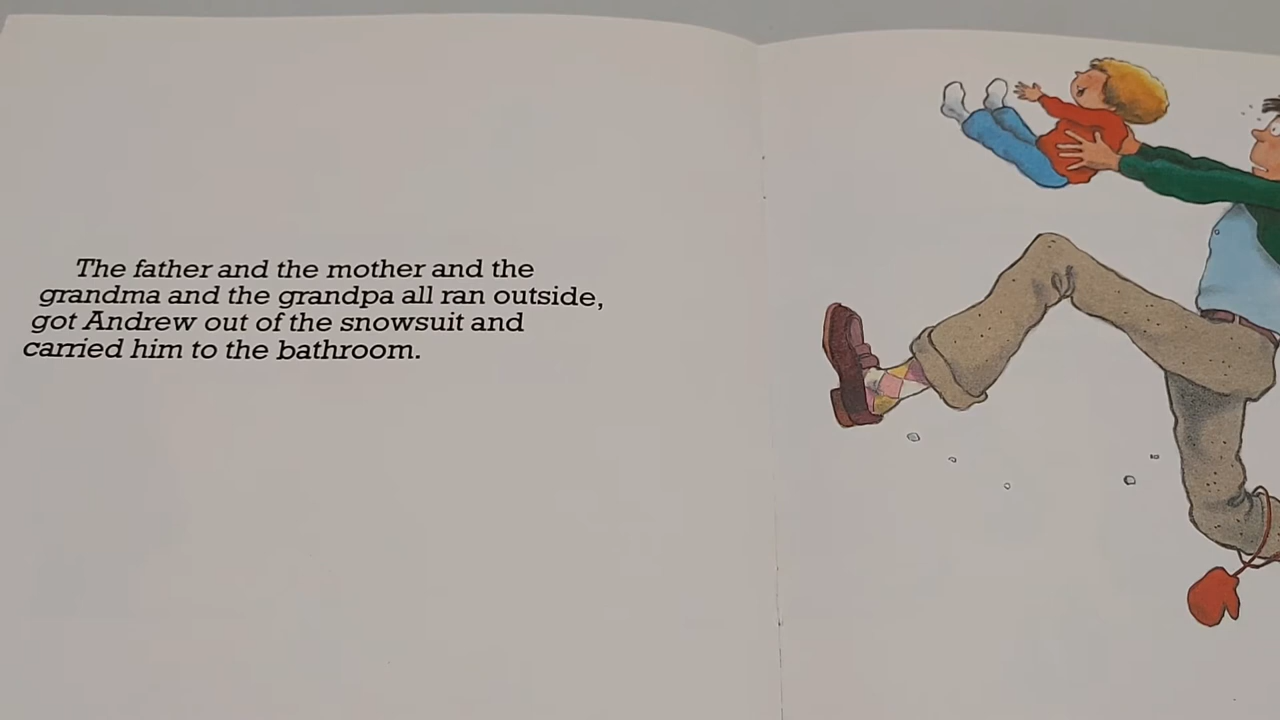 The father and the mother and the
grandma and the grandpa all ran outside,
got Andrew out of the snowsuit and
carried him to the bathroom.